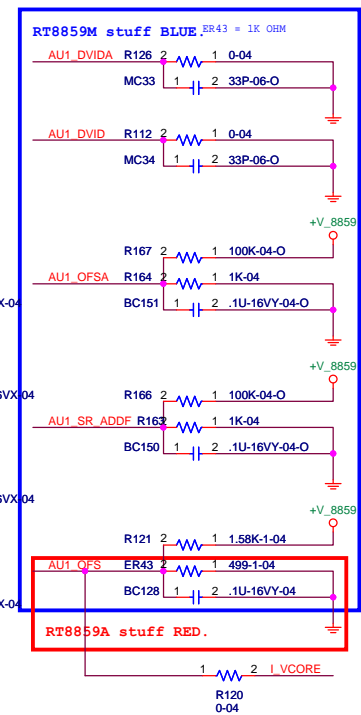 RT8859M stuff BLUE. ER43 = 1K OHM
AU1_DVIDA R126 2 1 0-04
MC33 1 2 33P-06-O
AU1_DVID R112 2 1 0-04
MC34 1 2 33P-06-O
+V_8859
R167 2 1 100K-04-O
AU1_OFSA R164 2 1 1K-04
BC151 1 2 .1U-16VY-04-O
X-04
+V_8859
R166 2 1 100K-04-O
6VX-04
AU1_SR_ADDF R163 2 1 1K-04
BC150 1 2 .1U-16VY-04-O
6VX-04
+V_8859
R121 2 1 1.58K-1-04
AU1_OFS ER43 2 1 499-1-04
BC128 1 2 .1U-16VY-04
X-04
RT8859A stuff RED.
1 2 I_VCORE
R120
0-04